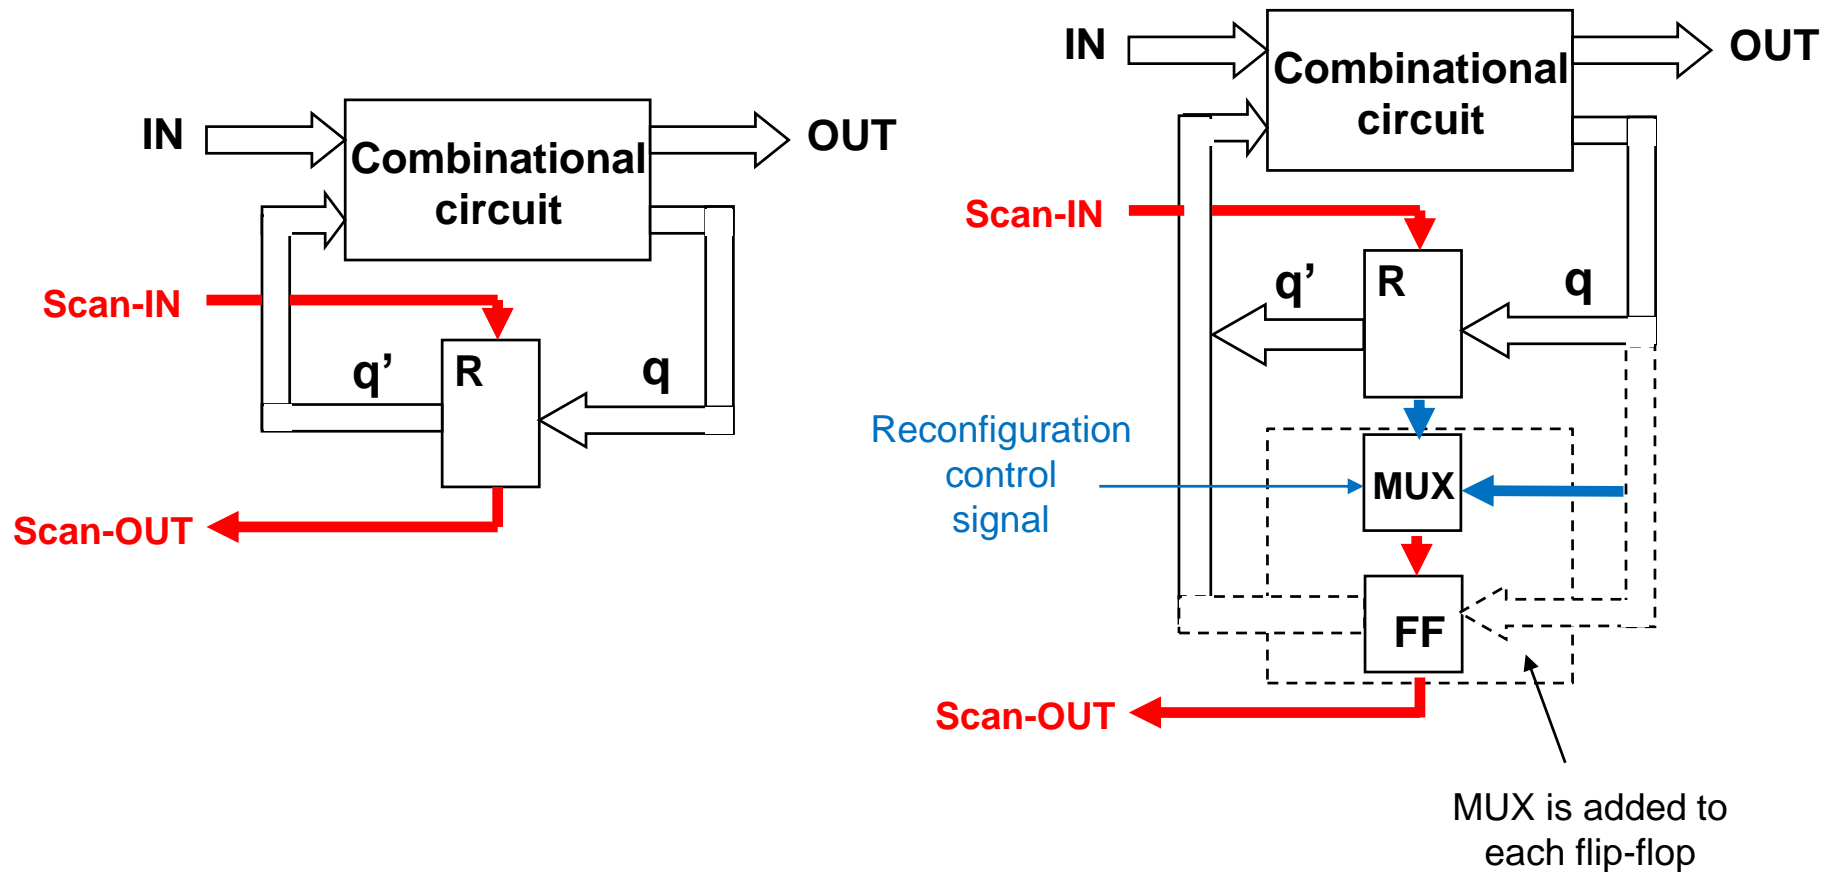 IN
Combinational
circuit
OUT
Scan-IN
q’
R
q
Scan-OUT
IN
Combinational
circuit
OUT
Scan-IN
q’
R
q
Reconfiguration
control
signal
MUX
FF
Scan-OUT
MUX is added to
each flip-flop